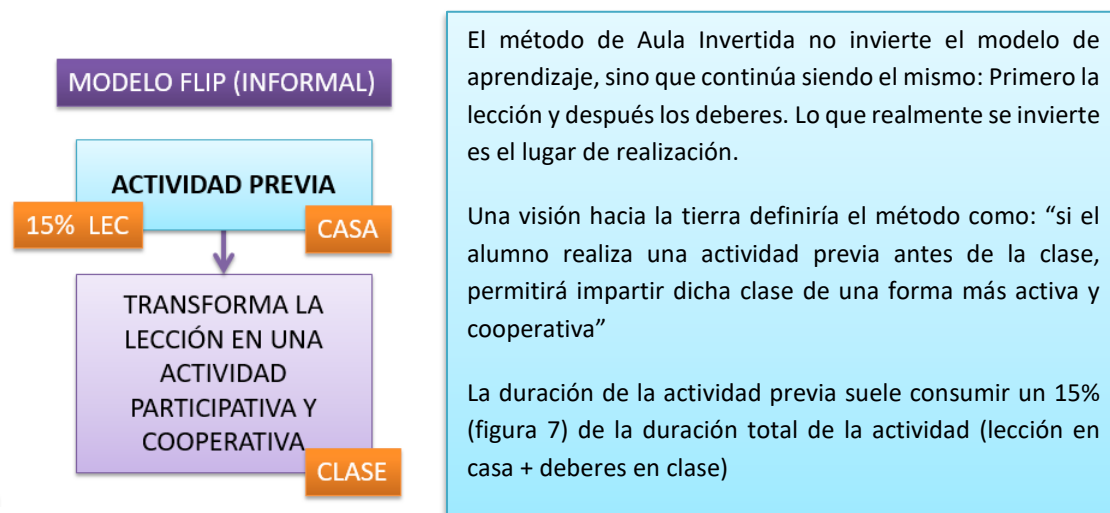 MODELO FLIP (INFORMAL)
ACTIVIDAD PREVIA
15% LEC
CASA
TRANSFORMA LA
LECCIÓN EN UNA
ACTIVIDAD
PARTICIPATIVA Y
COOPERATIVA
CLASE
El método de Aula Invertida no invierte el modelo de
aprendizaje, sino que continúa siendo el mismo: Primero la
lección y después los deberes. Lo que realmente se invierte
es el lugar de realización.
Una visión hacia la tierra definiría el método como: “si el
alumno realiza una actividad previa antes de la clase,
permitirá impartir dicha clase de una forma más activa y
cooperativa”
La duración de la actividad previa suele consumir un 15%
(figura 7) de la duración total de la actividad (lección en
casa + deberes en clase)